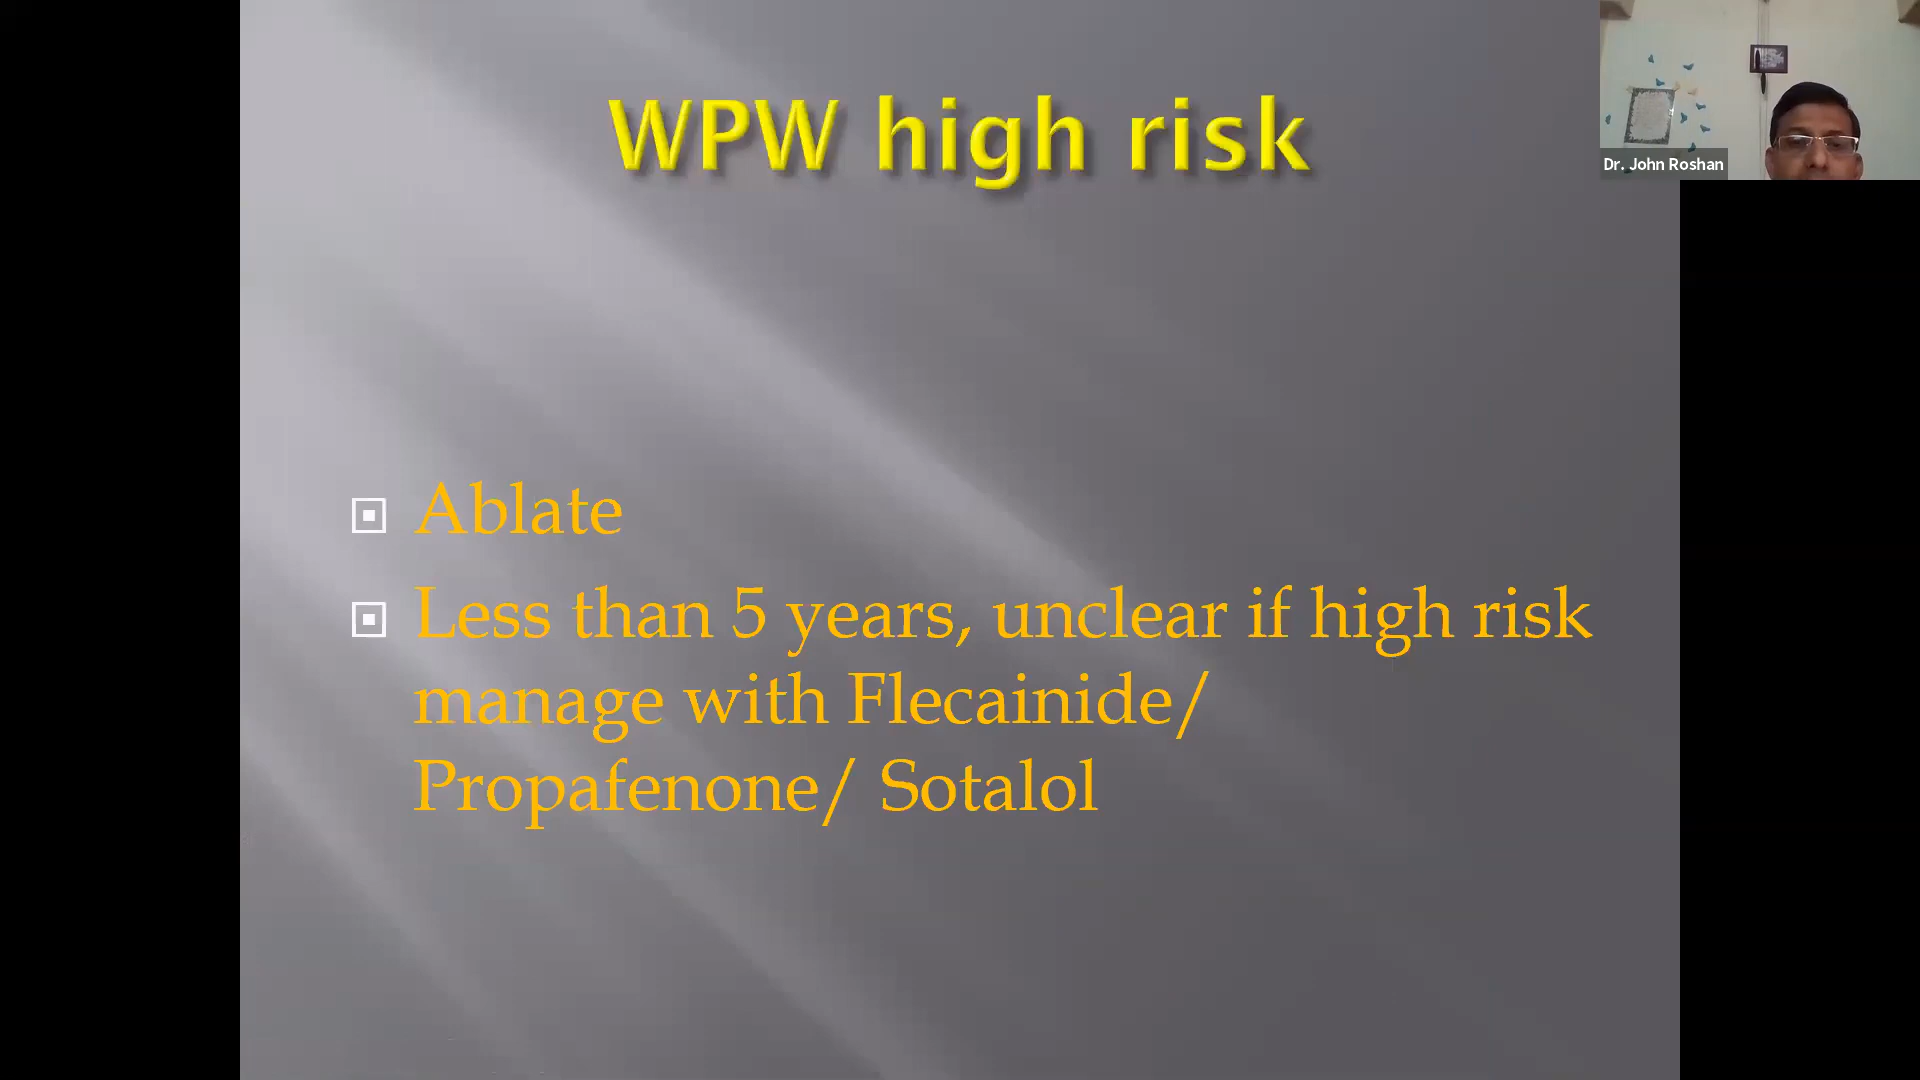 WPW high risk
Dr. John Roshan
Ablate
Less than 5 years, unclear if high risk
manage with Flecainide/
Propafenone/ Sotalol